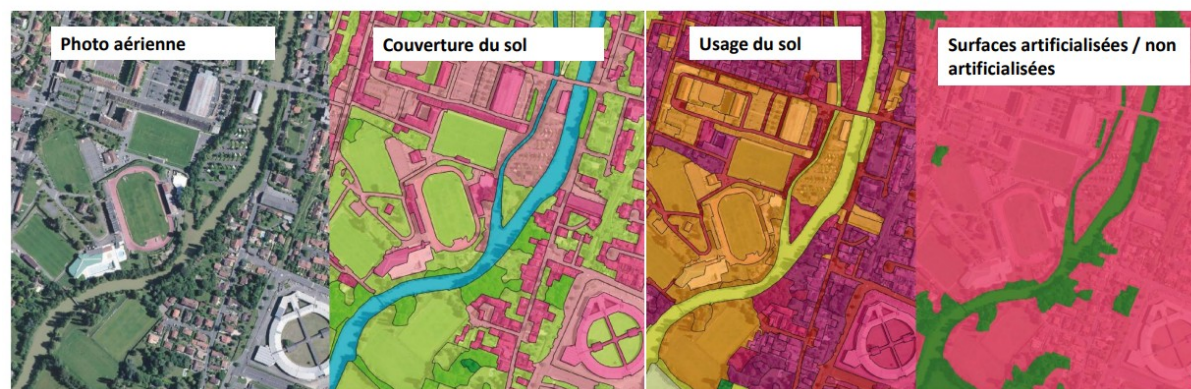 Photo aérienne
Couverture du sol
Usage du sol
Surfaces artificialisées / non
artificialisées